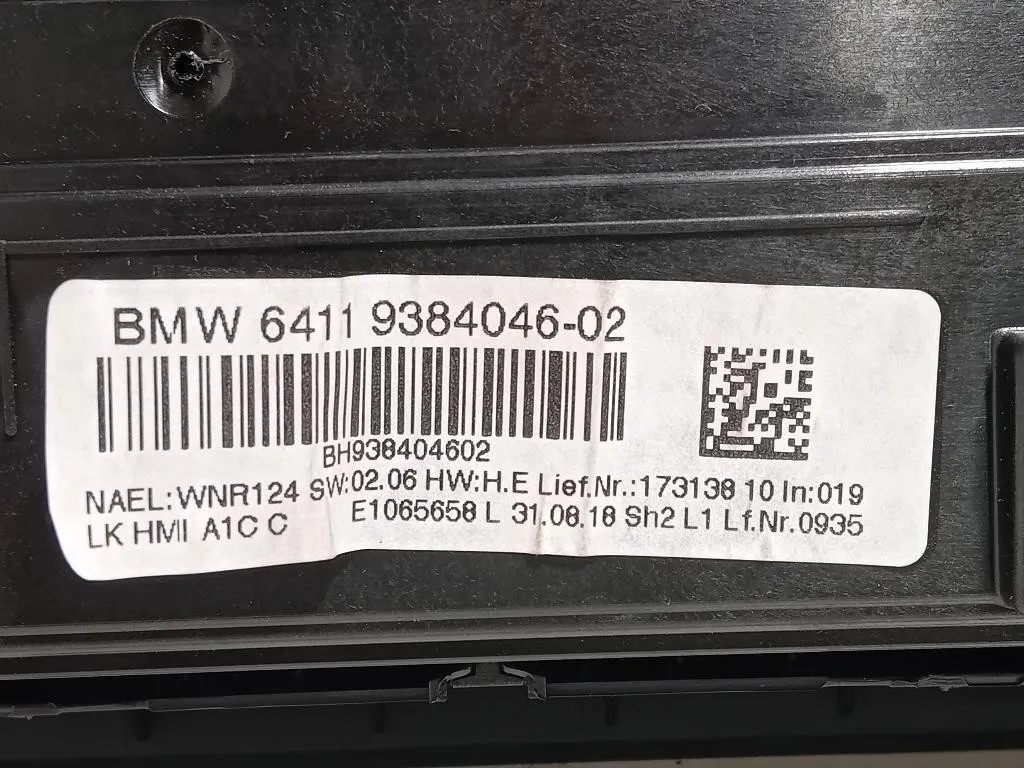 BMW 6411 9384046-02
BH938404602
NAEL:WNR124 SW:02.06 HW:H.E Lief.Nr.:173138 10 In:019
LK HMI A1C C E1065658 L 31.08.18 Sh2 L1 Lf.Nr.0935